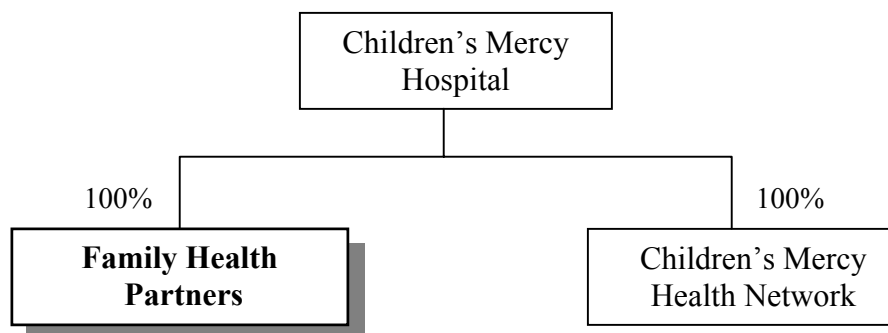 Children’s Mercy
Hospital
100%
100%
Family Health
Partners
Children’s Mercy
Health Network